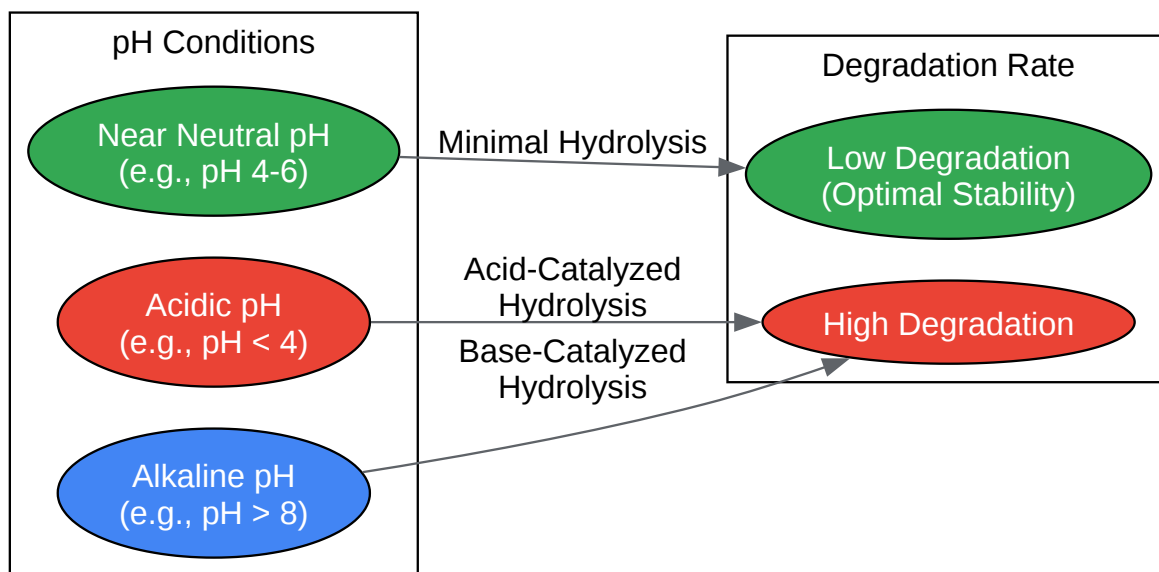 pH Conditions
Near Neutral pH
(e.g., pH 4-6)
Acidic pH
(e.g., pH < 4)
Alkaline pH
(e.g., pH > 8)
Minimal Hydrolysis
Acid-Catalyzed
Hydrolysis
Base-Catalyzed
Hydrolysis
Degradation Rate
Low Degradation
(Optimal Stability)
High Degradation